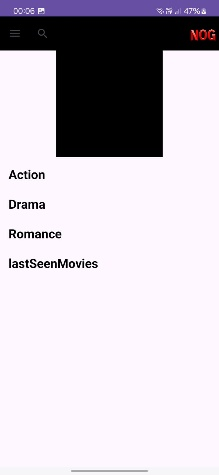 00:06 47%
NOG
Action
Drama
Romance
lastSeenMovies